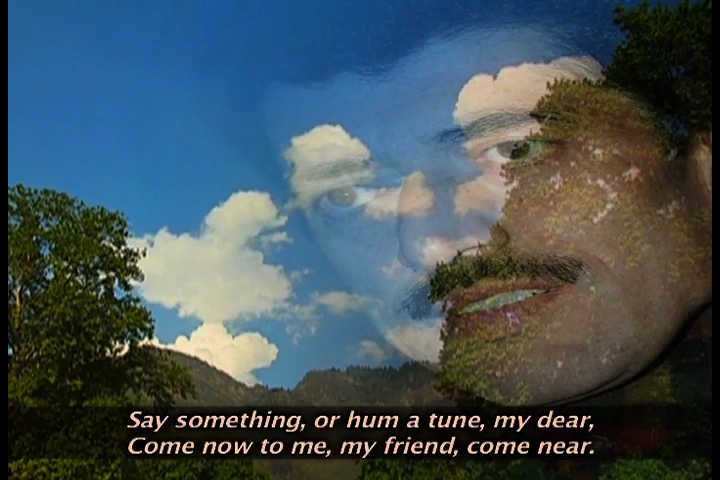 Say something, or hum a tune, my dear,
Come now to me, my friend, come near.